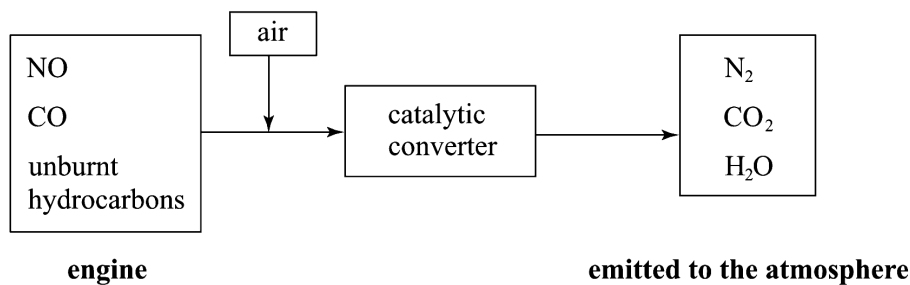 air
NO
CO
unburnt
hydrocarbons
catalytic
converter
N₂
CO₂
H₂O
engine
emitted to the atmosphere